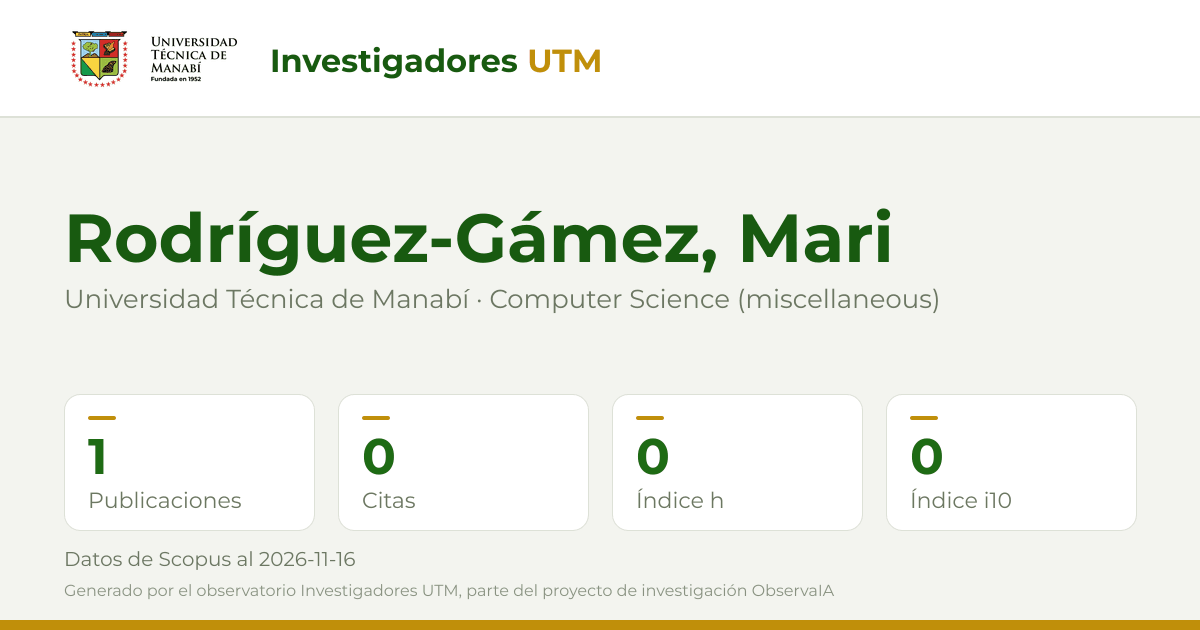 UNIVERSIDAD
TÉCNICA DE
MANABÍ
Fundada en 1952
Investigadores UTM
Rodríguez-Gámez, Mari
Universidad Técnica de Manabí · Computer Science (miscellaneous)
1
Publicaciones
0
Citas
0
Índice h
0
Índice i10
Datos de Scopus al 2026-11-16
Generado por el observatorio Investigadores UTM, parte del proyecto de investigación ObservaIA